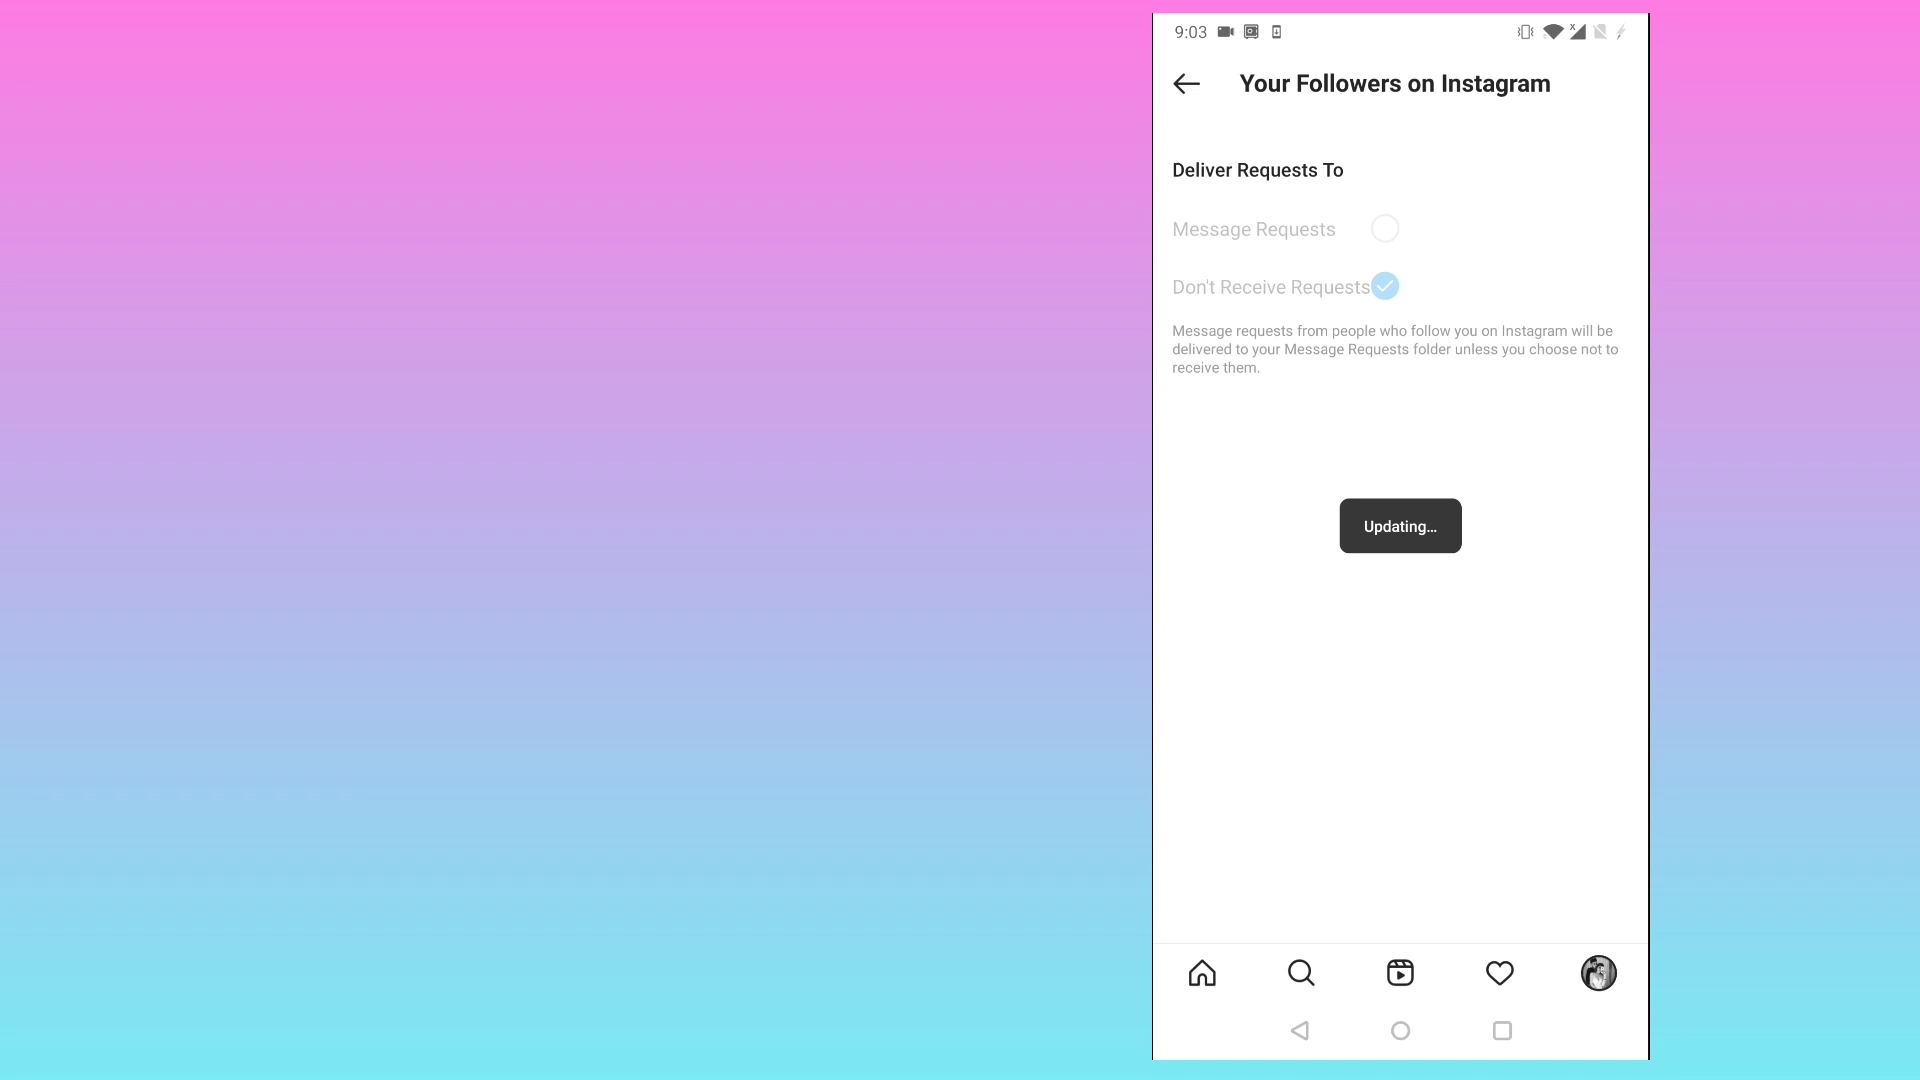 9:03
Your Followers on Instagram
Deliver Requests To
Message Requests
Don't Receive Requests
Message requests from people who follow you on Instagram will be
delivered to your Message Requests folder unless you choose not to
receive them.
Updating...